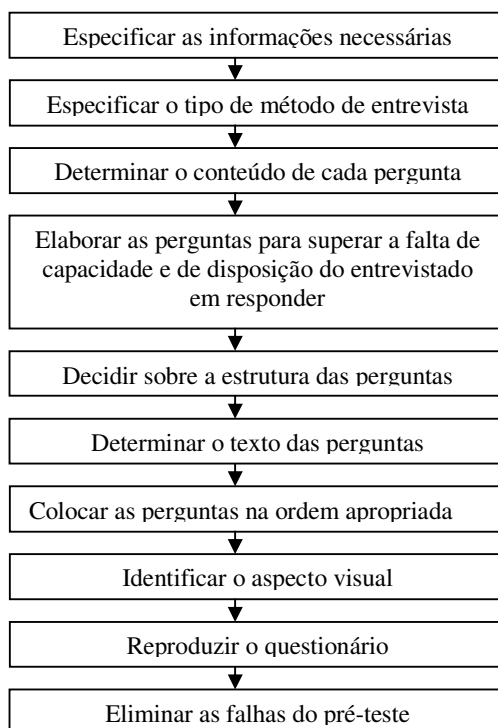 Especificar as informações necessárias
Especificar o tipo de método de entrevista
Determinar o conteúdo de cada pergunta
Elaborar as perguntas para superar a falta de
capacidade e de disposição do entrevistado
em responder
Decidir sobre a estrutura das perguntas
Determinar o texto das perguntas
Colocar as perguntas na ordem apropriada
Identificar o aspecto visual
Reproduzir o questionário
Eliminar as falhas do pré-teste